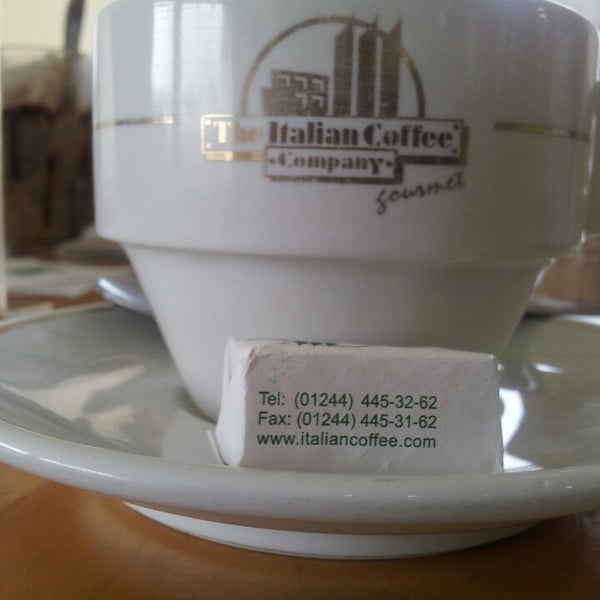 The Italian Coffee
Company
gourmet
Tel: (01244) 445-32-62
Fax: (01244) 445-31-62
www.italiancoffee.com